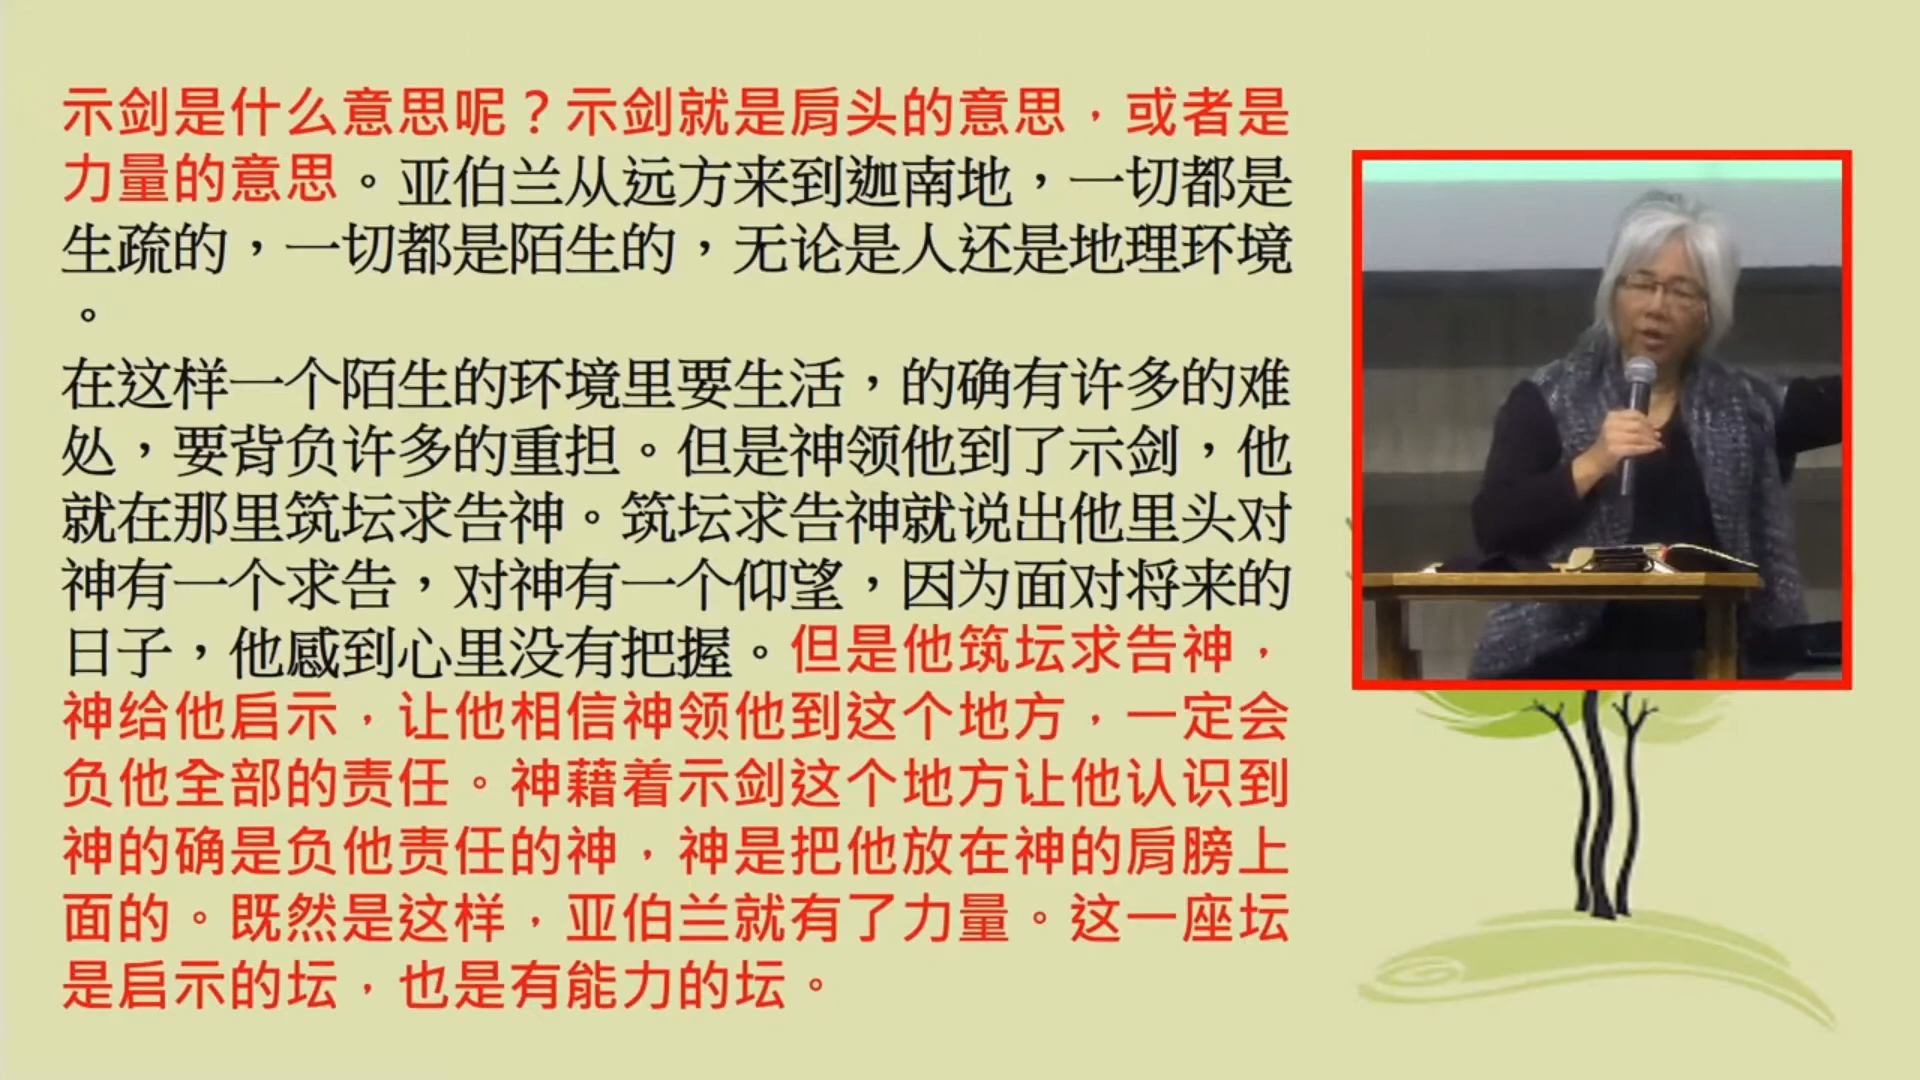 示剑是什么意思呢？示剑就是肩头的意思，或者是
力量的意思。亚伯兰从远方来到迦南地，一切都是
生疏的，一切都是陌生的，无论是人还是地理环境
。
在这样一个陌生的环境里要生活，的确有许多的难
处，要背负许多的重担。但是神领他到了示剑，他
就在那里筑坛求告神。筑坛求告神就说出他里头对
神有一个求告，对神有一个仰望，因为面对将来的
日子，他感到心里没有把握。但是他筑坛求告神，
神给他启示，让他相信神领他到这个地方，一定会
负他全部的责任。神藉着示剑这个地方让他认识到
神的确是负他责任的神，神是把他放在神的肩膀上
面的。既然是这样，亚伯兰就有了力量。这一座坛
是启示的坛，也是有能力的坛。